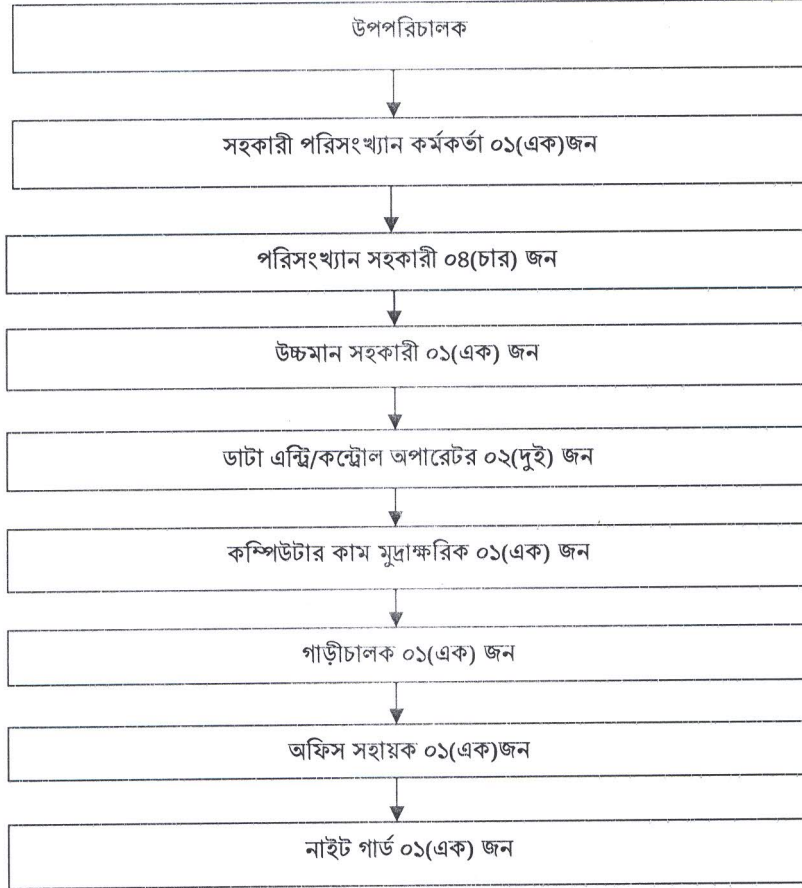 উপপরিচালক
সহকারী পরিসংখ্যান কর্মকর্তা ০১(এক)জন
পরিসংখ্যান সহকারী ০৪(চার) জন
উচ্চমান সহকারী ০১(এক) জন
ডাটা এন্ট্রি/কন্ট্রোল অপারেটর ০২(দুই) জন
কম্পিউটার কাম মুদ্রাক্ষরিক ০১(এক) জন
গাড়ীচালক ০১(এক) জন
অফিস সহায়ক ০১(এক)জন
নাইট গার্ড ০১(এক) জন